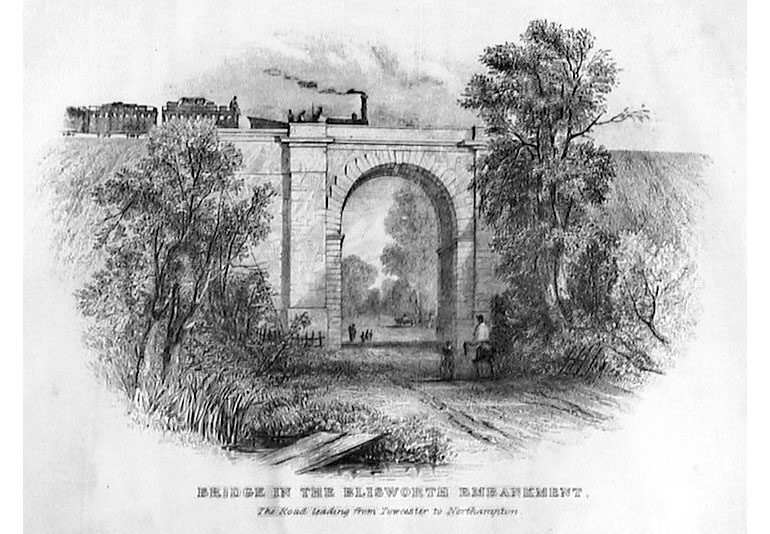 BRIDGE IN THE BLISWORTH EMBANKMENT.
The Road leading from Towcester to Northampton.